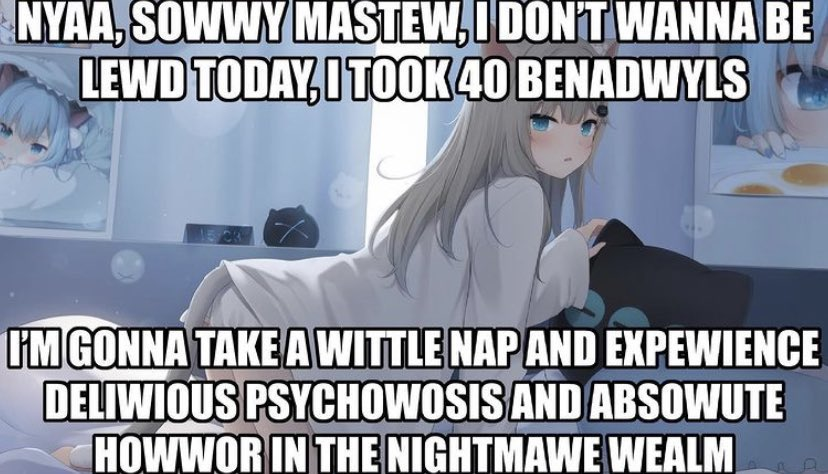 NYAA, SOWWY MASTEW, I DON'T WANNA BE
LEWD TODAY, I TOOK 40 BENADWYLS
I'M GONNA TAKE A WITTLE NAP AND EXPEWIENCE
DELIWIOUS PSYCHOWOSIS AND ABSOWUTE
HOWWOR IN THE NIGHTMAWE WEALM